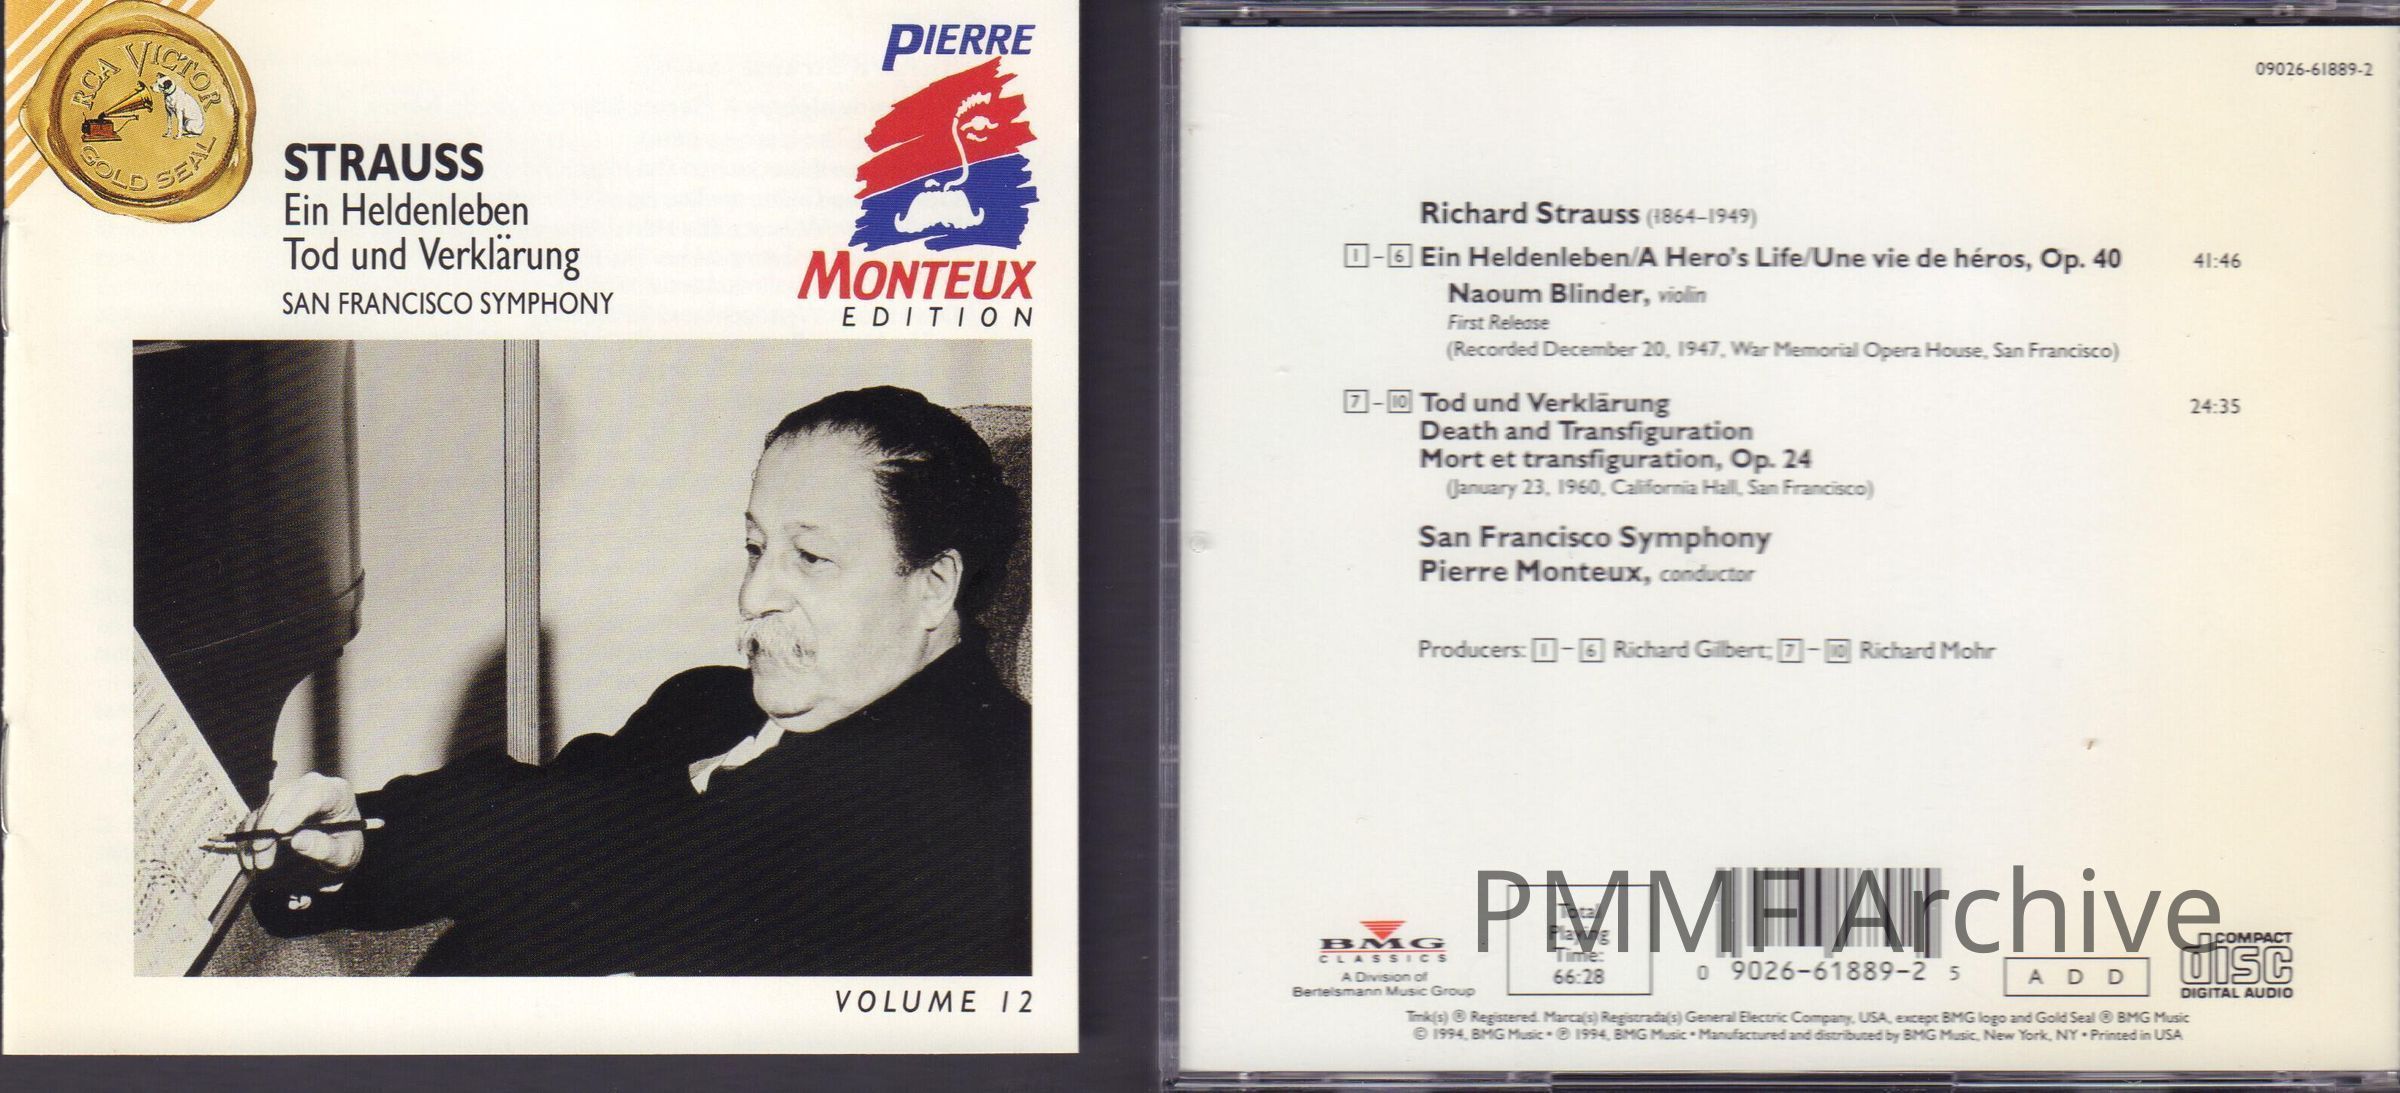 RCA VICTOR
GOLD SEAL
STRAUSS
Ein Heldenleben
Tod und Verklärung
SAN FRANCISCO SYMPHONY
PIERRE
MONTEUX
EDITION
VOLUME 12
09026-61889-2
Richard Strauss (1864–1949)
1–6 Ein Heldenleben/A Hero's Life/Une vie de héros, Op. 40 41:46
Naoum Blinder, violin
First Release
(Recorded December 20, 1947, War Memorial Opera House, San Francisco)
7–10 Tod und Verklärung 24:35
Death and Transfiguration
Mort et transfiguration, Op. 24
(January 23, 1960, California Hall, San Francisco)
San Francisco Symphony
Pierre Monteux, conductor
Producers: 1–6 Richard Gilbert; 7–10 Richard Mohr
PMMF Archive
BMG
CLASSICS
A Division of
Bertelsmann Music Group
Total
Playing
Time:
66:28
0 9026-61889-2 5
A D D
COMPACT
disc
DIGITAL AUDIO
Tmk(s) ® Registered. Marca(s) Registrada(s) General Electric Company, USA, except BMG logo and Gold Seal ® BMG Music
© 1994, BMG Music • ℗ 1994, BMG Music • Manufactured and distributed by BMG Music, New York, NY • Printed in USA